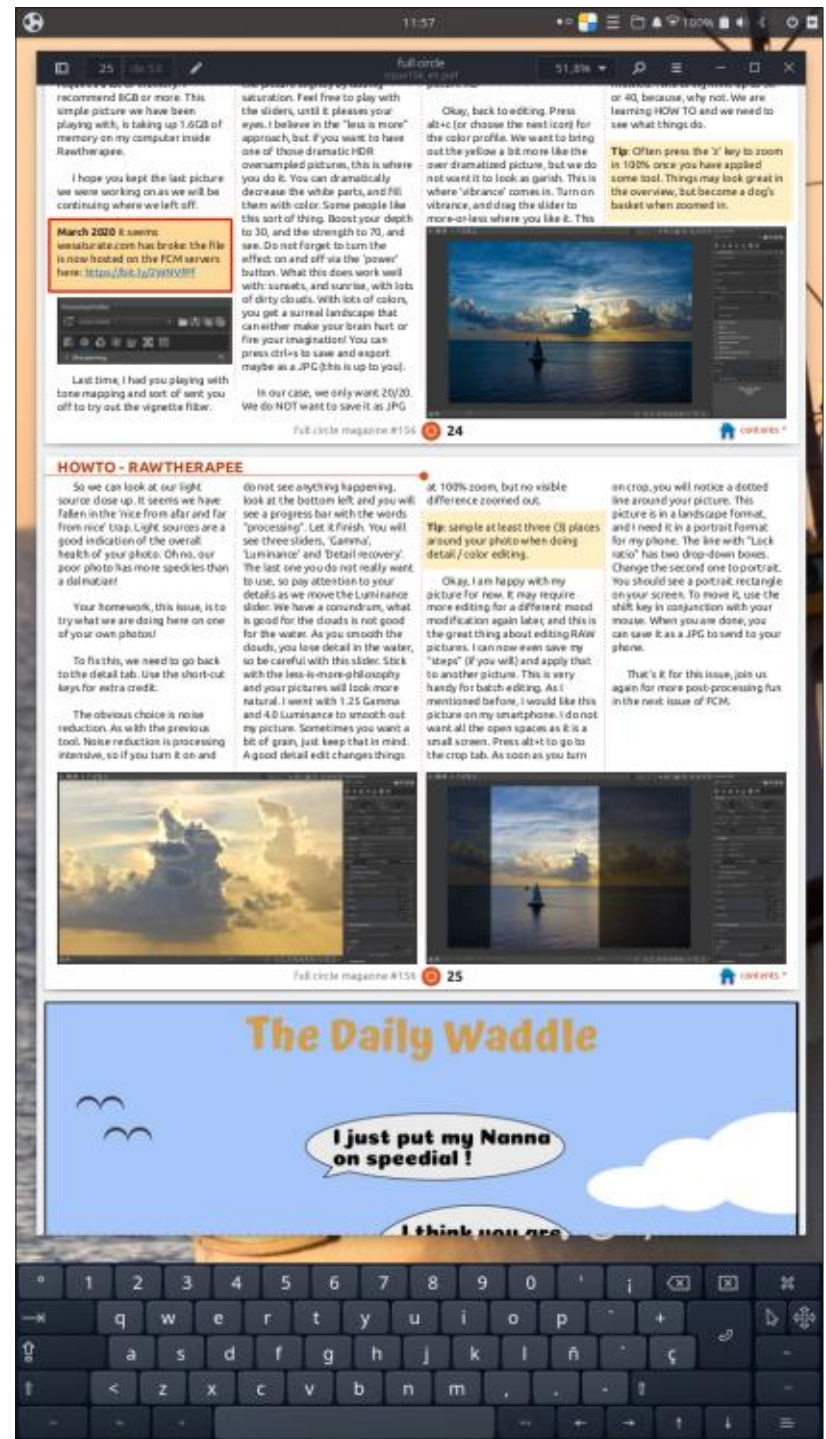 11:57
100%
25 de 53
full circle
51,8%
recommend 8GB or more. This
simple picture we have been
playing with, is taking up 1.6GB of
memory on my computer inside
Rawtherapee.
I hope you kept the last picture
we were working on as we will be
continuing where we left off.
March 2020 It seems
wesaturate.com has broke: the file
is now hosted on the FCM servers
here:
Last time, I had you playing with
tone mapping and sort of sent you
off to try out the vignette filter.
saturation. Feel free to play with
the sliders, until it pleases your
eyes. I believe in the "less is more"
approach, but if you want to have
one of those dramatic HDR
oversampled pictures, this is where
you do it. You can dramatically
decrease the white parts, and fill
them with color. Some people like
this sort of thing. Boost your depth
to 30, and the strength to 70, and
see. Do not forget to turn the
effect on and off via the 'power'
button. What this does work well
with: sunsets, and sunrise, with lots
of dirty clouds. With lots of colors,
you get a surreal landscape that
can either make your brain hurt or
fire your imagination! You can
press ctrl+s to save and export
maybe as a JPG (this is up to you).
In our case, we only want 20/20.
We do NOT want to save it as JPG
Okay, back to editing. Press
alt+c (or choose the next icon) for
the color profile. We want to bring
out the yellow a bit more like the
over dramatized picture, but we do
not want it to look as garish. This is
where 'vibrance' comes in. Turn on
vibrance, and drag the slider to
more-or-less where you like it. This
or 40, because, why not. We are
learning HOW TO and we need to
see what things do.
Tip: Often press the 'z' key to zoom
in 100% once you have applied
some tool. Things may look great in
the overview, but become a dog's
basket when zoomed in.
full circle magazine #156 24
contents ^
HOWTO - RAWTHERAPEE
So we can look at our light
source close up. It seems we have
fallen in the 'nice from afar and far
from nice' trap. Light sources are a
good indication of the overall
health of your photo. Oh no, our
poor photo has more speckles than
a dalmatian!
Your homework, this issue, is to
try what we are doing here on one
of your own photos!
To fix this, we need to go back
to the detail tab. Use the short-cut
keys for extra credit.
The obvious choice is noise
reduction. As with the previous
tool. Noise reduction is processing
intensive, so if you turn it on and
do not see anything happening,
look at the bottom left and you will
see a progress bar with the words
"processing". Let it finish. You will
see three sliders, 'Gamma',
'Luminance' and 'Detail recovery'.
The last one you do not really want
to use, so pay attention to your
details as we move the Luminance
slider. We have a conundrum, what
is good for the clouds is not good
for the water. As you smooth the
clouds, you lose detail in the water,
so be careful with this slider. Stick
with the less-is-more-philosophy
and your pictures will look more
natural. I went with 1.25 Gamma
and 40 Luminance to smooth out
my picture. Sometimes you want a
bit of grain, just keep that in mind.
A good detail edit changes things
at 100% zoom, but no visible
difference zoomed out.
Tip: sample at least three (3) places
around your photo when doing
detail / color editing.
Okay, I am happy with my
picture for now. It may require
more editing for a different mood
modification again later, and this is
the great thing about editing RAW
pictures. I can now even save my
"steps" (if you will) and apply that
to another picture. This is very
handy for batch editing. As I
mentioned before, I would like this
picture on my smartphone. I do not
want all the open spaces as it is a
small screen. Press alt+t to go to
the crop tab. As soon as you turn
on crop, you will notice a dotted
line around your picture. This
picture is in a landscape format,
and I need it in a portrait format
for my phone. The line with "Lock
ratio" has two drop-down boxes.
Change the second one to portrait.
You should see a portrait rectangle
on your screen. To move it, use the
shift key in conjunction with your
mouse. When you are done, you
can save it as a JPG to send to your
phone.
That's it for this issue, join us
again for more post-processing fun
in the next issue of FCM.
full circle magazine #156 25
contents ^
The Daily Waddle
I just put my Nanna
on speedial !
I think you are
º 1 2 3 4 5 6 7 8 9 0 ' ¡
q w e r t y u i o p ` +
a s d f g h j k l ñ ´ ç
< z x c v b n m , . -